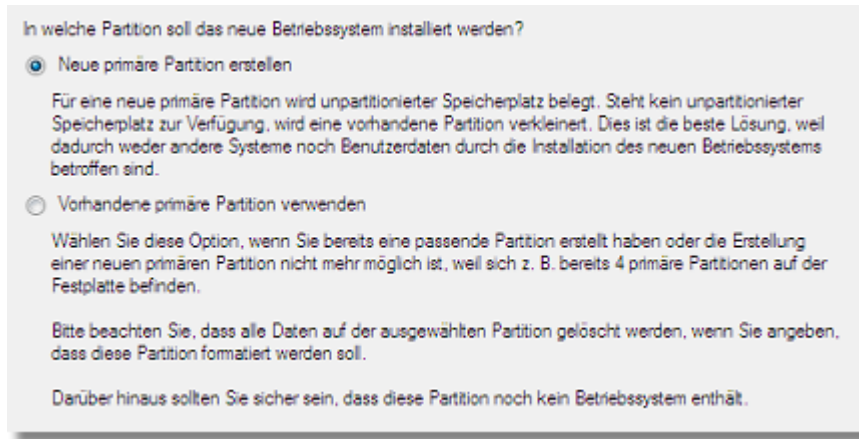 In welche Partition soll das neue Betriebssystem installiert werden?
Neue primäre Partition erstellen
Für eine neue primäre Partition wird unpartitionierter Speicherplatz belegt. Steht kein unpartitionierter
Speicherplatz zur Verfügung, wird eine vorhandene Partition verkleinert. Dies ist die beste Lösung, weil
dadurch weder andere Systeme noch Benutzerdaten durch die Installation des neuen Betriebssystems
betroffen sind.
Vorhandene primäre Partition verwenden
Wählen Sie diese Option, wenn Sie bereits eine passende Partition erstellt haben oder die Erstellung
einer neuen primären Partition nicht mehr möglich ist, weil sich z. B. bereits 4 primäre Partitionen auf der
Festplatte befinden.
Bitte beachten Sie, dass alle Daten auf der ausgewählten Partition gelöscht werden, wenn Sie angeben,
dass diese Partition formatiert werden soll.
Darüber hinaus sollten Sie sicher sein, dass diese Partition noch kein Betriebssystem enthält.